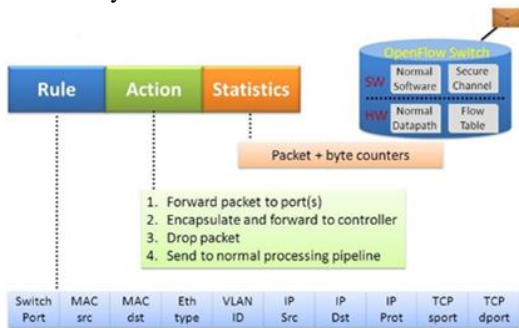 OpenFlow Switch
SW
Normal Software
Secure Channel
HW
Normal Datapath
Flow Table
Rule
Action
Statistics
Packet + byte counters
1. Forward packet to port(s)
2. Encapsulate and forward to controller
3. Drop packet
4. Send to normal processing pipeline
Switch Port
MAC src
MAC dst
Eth type
VLAN ID
IP Src
IP Dst
IP Prot
TCP sport
TCP dport